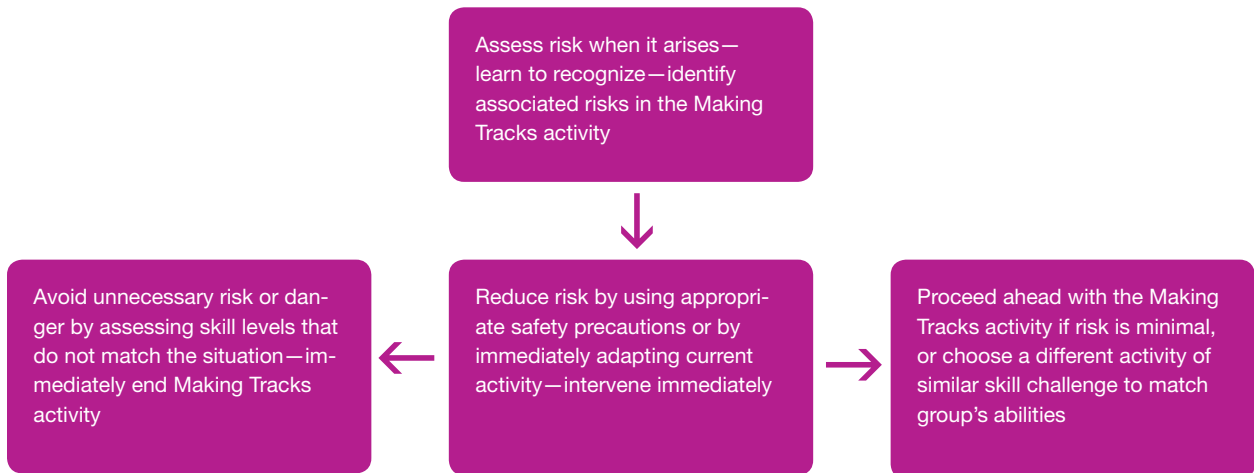 Assess risk when it arises—
learn to recognize—identify
associated risks in the Making
Tracks activity
Avoid unnecessary risk or dan-
ger by assessing skill levels that
do not match the situation—im-
mediately end Making Tracks
activity
Reduce risk by using appropri-
ate safety precautions or by
immediately adapting current
activity—intervene immediately
Proceed ahead with the Making
Tracks activity if risk is minimal,
or choose a different activity of
similar skill challenge to match
group’s abilities